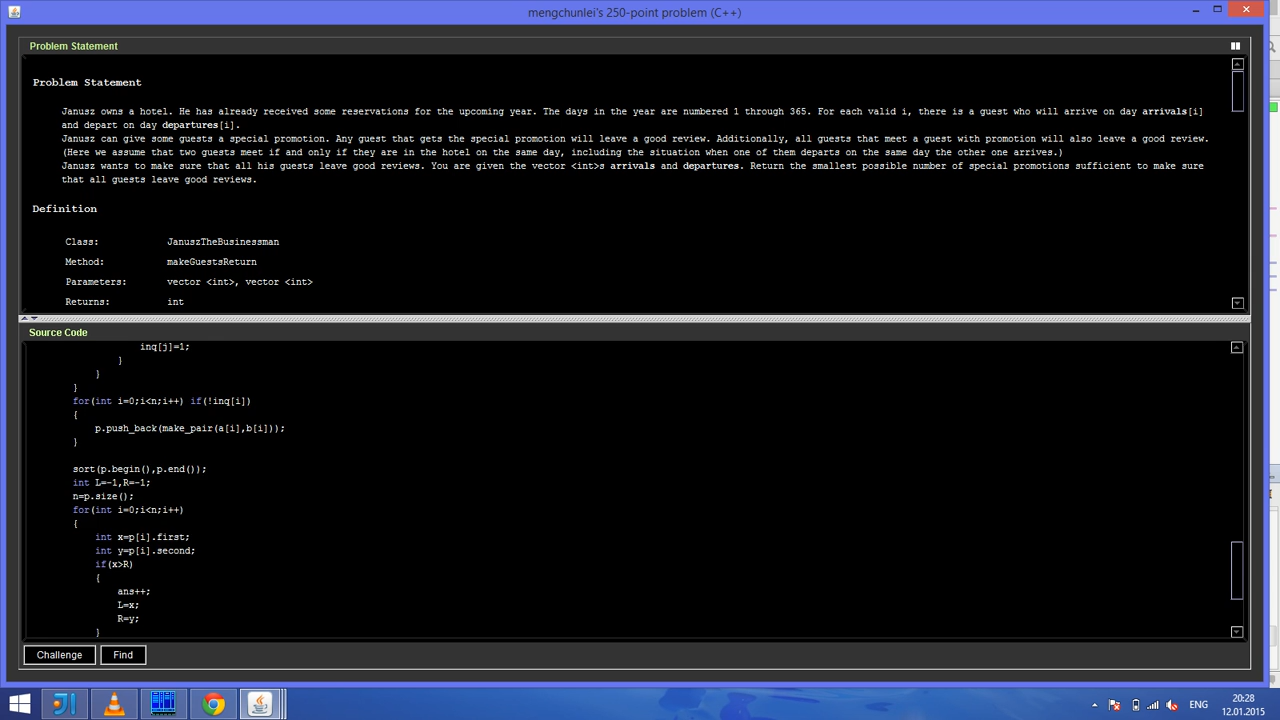 mengchunlei's 250-point problem (C++)
Problem Statement
Problem Statement
Janusz owns a hotel. He has already received some reservations for the upcoming year. The days in the year are numbered 1 through 365. For each valid i, there is a guest who will arrive on day arrivals[i]
and depart on day departures[i].
Janusz can give some guests a special promotion. Any guest that gets the special promotion will leave a good review. Additionally, all guests that meet a guest with promotion will also leave a good review.
(Here we assume that two guests meet if and only if they are in the hotel on the same day, including the situation when one of them departs on the same day the other one arrives.)
Janusz wants to make sure that all his guests leave good reviews. You are given the vector <int>s arrivals and departures. Return the smallest possible number of special promotions sufficient to make sure
that all guests leave good reviews.
Definition
Class: JanuszTheBusinessman
Method: makeGuestsReturn
Parameters: vector <int>, vector <int>
Returns: int
Source Code
inq[j]=1;
}
}
}
for(int i=0;i<n;i++) if(!inq[i])
{
p.push_back(make_pair(a[i],b[i]));
}
sort(p.begin(),p.end());
int L=-1,R=-1;
n=p.size();
for(int i=0;i<n;i++)
{
int x=p[i].first;
int y=p[i].second;
if(x>R)
{
ans++;
L=x;
R=y;
}
Challenge Find
ENG
20:28
12.01.2015